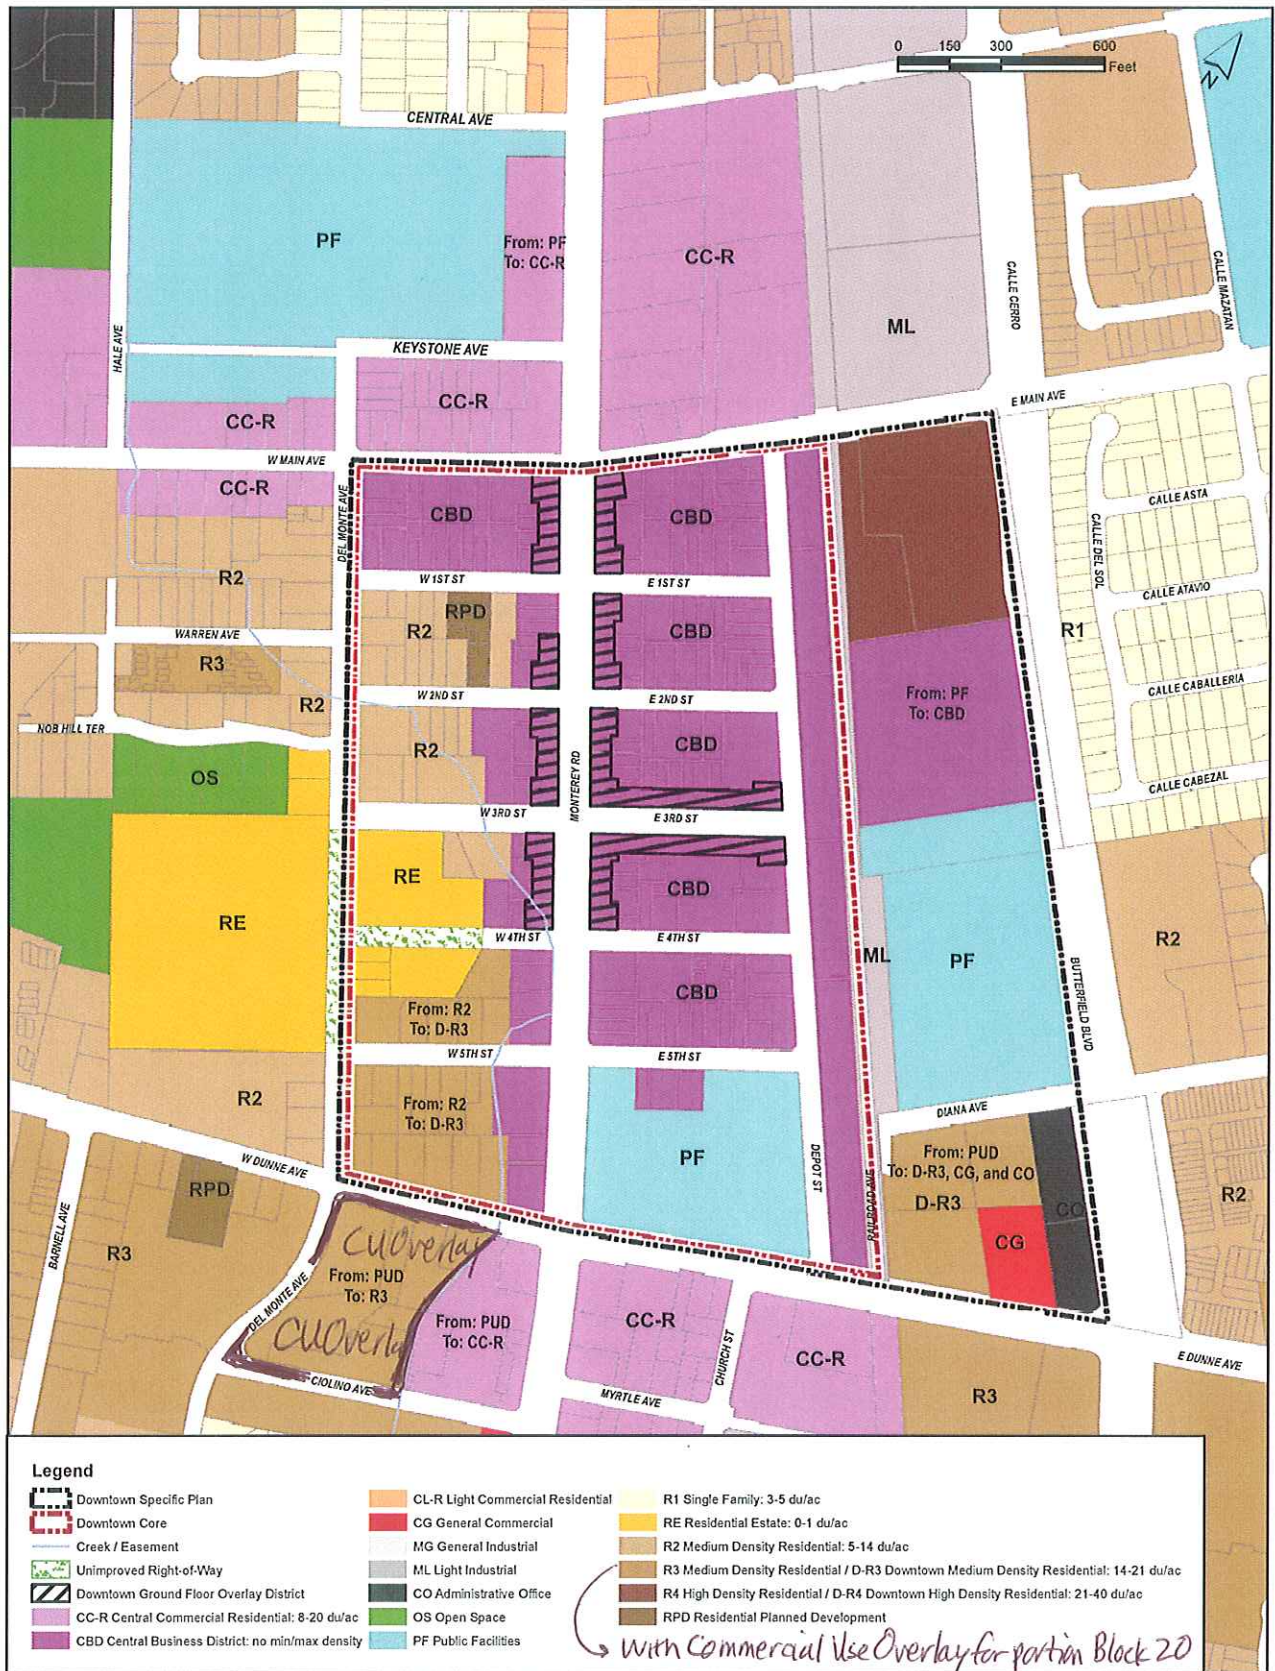 0 150 300 600
Feet
N
CENTRAL AVE
PF
From: PF
To: CC-R
CC-R
ML
CALLE CERRO
CALLE MAZATAN
HALE AVE
KEYSTONE AVE
CC-R
CC-R
E MAIN AVE
W MAIN AVE
CC-R
DEL MONTE AVE
CBD
CBD
CALLE ASTA
CALLE DEL SOL
R2
W 1ST ST
E 1ST ST
CALLE ATAVIO
RPD
R2
CBD
R1
WARREN AVE
R3
CALLE CABALLERIA
W 2ND ST
E 2ND ST
From: PF
To: CBD
R2
NOB HILL TER
R2
CBD
OS
MONTEREY RD
CALLE CABEZAL
W 3RD ST
E 3RD ST
RE
CBD
RE
W 4TH ST
E 4TH ST
R2
ML
PF
BUTTERFIELD BLVD
CBD
From: R2
To: D-R3
W 5TH ST
E 5TH ST
R2
From: R2
To: D-R3
DIANA AVE
W DUNNE AVE
PF
DEPOT ST
RAILROAD AVE
From: PUD
To: D-R3, CG, and CO
D-R3
CO
R2
RPD
BARNELL AVE
R3
CG
CUOverlay
From: PUD
To: R3
DEL MONTE AVE
CUOverla
From: PUD
To: CC-R
CC-R
CHURCH ST
CC-R
E DUNNE AVE
CIOLINO AVE
MYRTLE AVE
R3
Legend
Downtown Specific Plan
Downtown Core
Creek / Easement
Unimproved Right-of-Way
Downtown Ground Floor Overlay District
CC-R Central Commercial Residential: 8-20 du/ac
CBD Central Business District: no min/max density
CL-R Light Commercial Residential
CG General Commercial
MG General Industrial
ML Light Industrial
CO Administrative Office
OS Open Space
PF Public Facilities
R1 Single Family: 3-5 du/ac
RE Residential Estate: 0-1 du/ac
R2 Medium Density Residential: 5-14 du/ac
R3 Medium Density Residential / D-R3 Downtown Medium Density Residential: 14-21 du/ac
R4 High Density Residential / D-R4 Downtown High Density Residential: 21-40 du/ac
RPD Residential Planned Development
with Commercial Use Overlay for portion Block 20